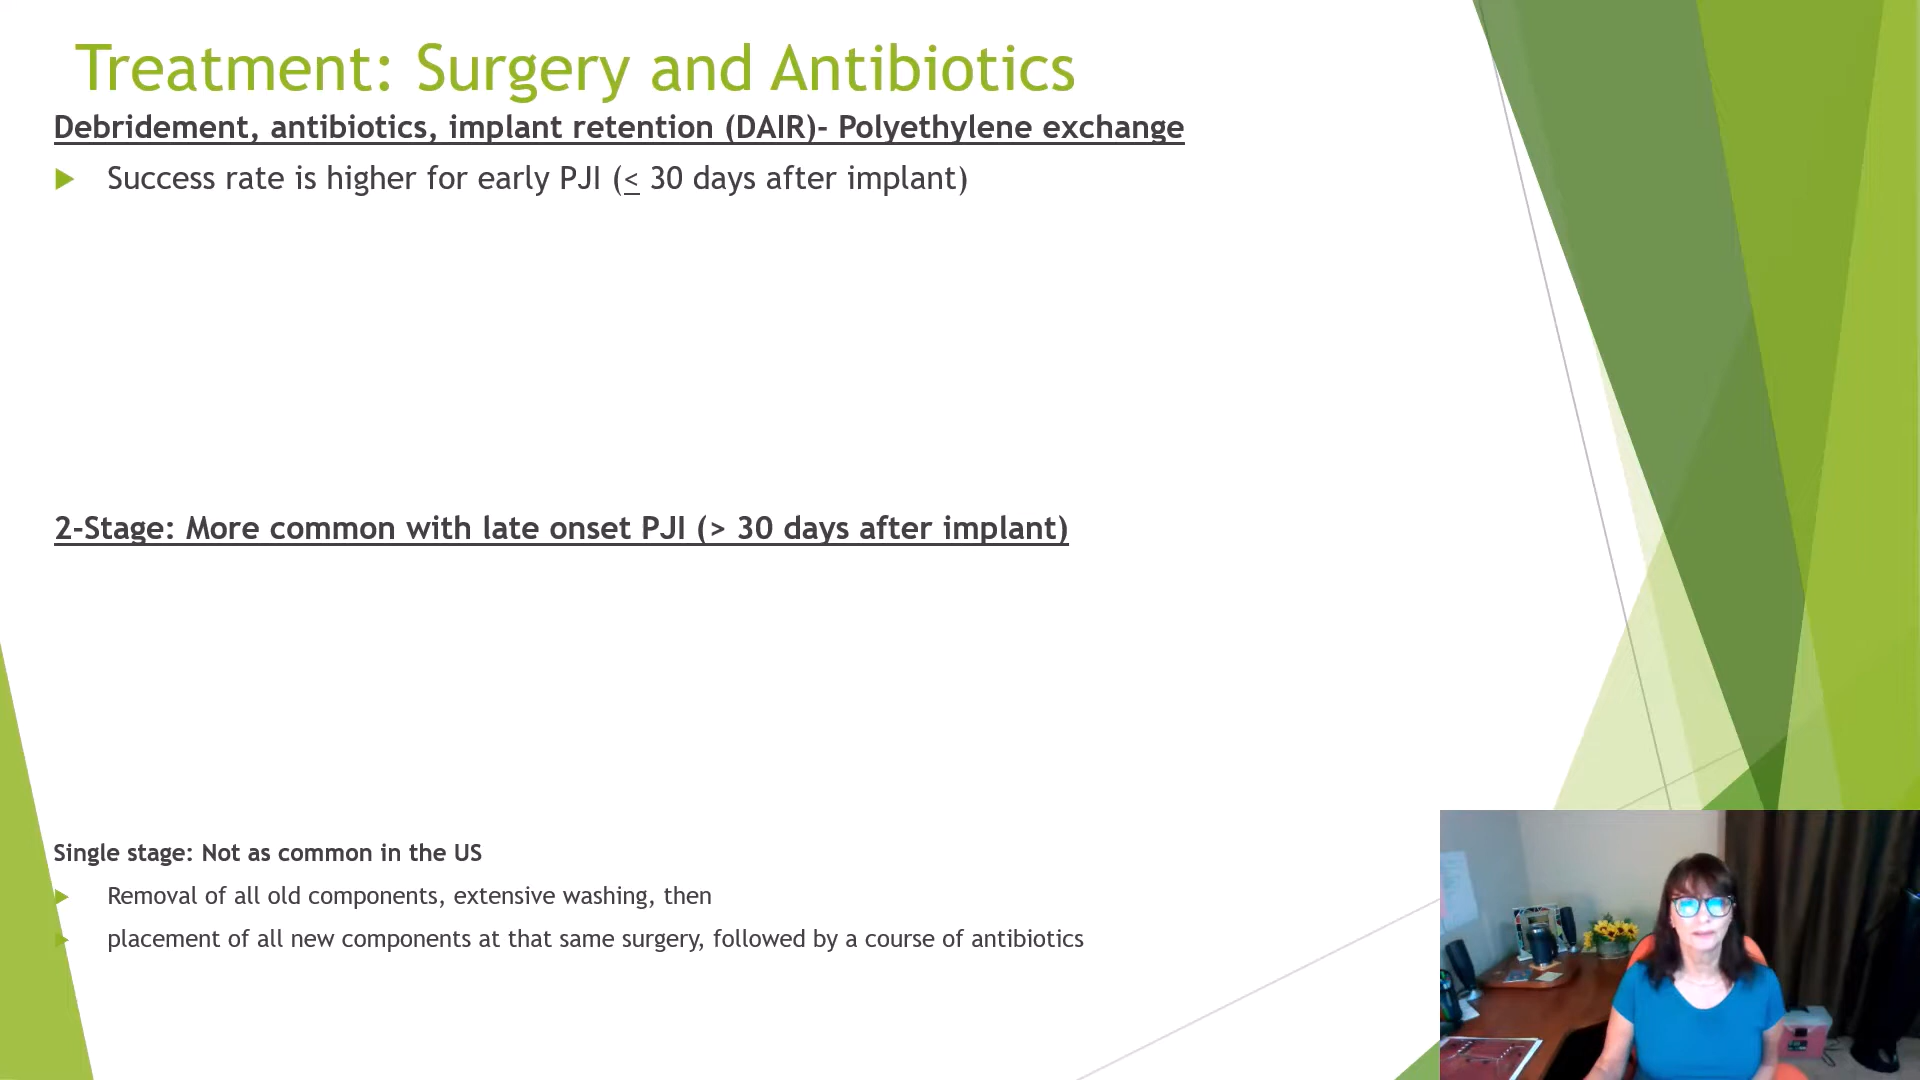 Treatment: Surgery and Antibiotics
Debridement, antibiotics, implant retention (DAIR)- Polyethylene exchange
Success rate is higher for early PJI (< 30 days after implant)
2-Stage: More common with late onset PJI (> 30 days after implant)
Single stage: Not as common in the US
Removal of all old components, extensive washing, then
placement of all new components at that same surgery, followed by a course of antibiotics